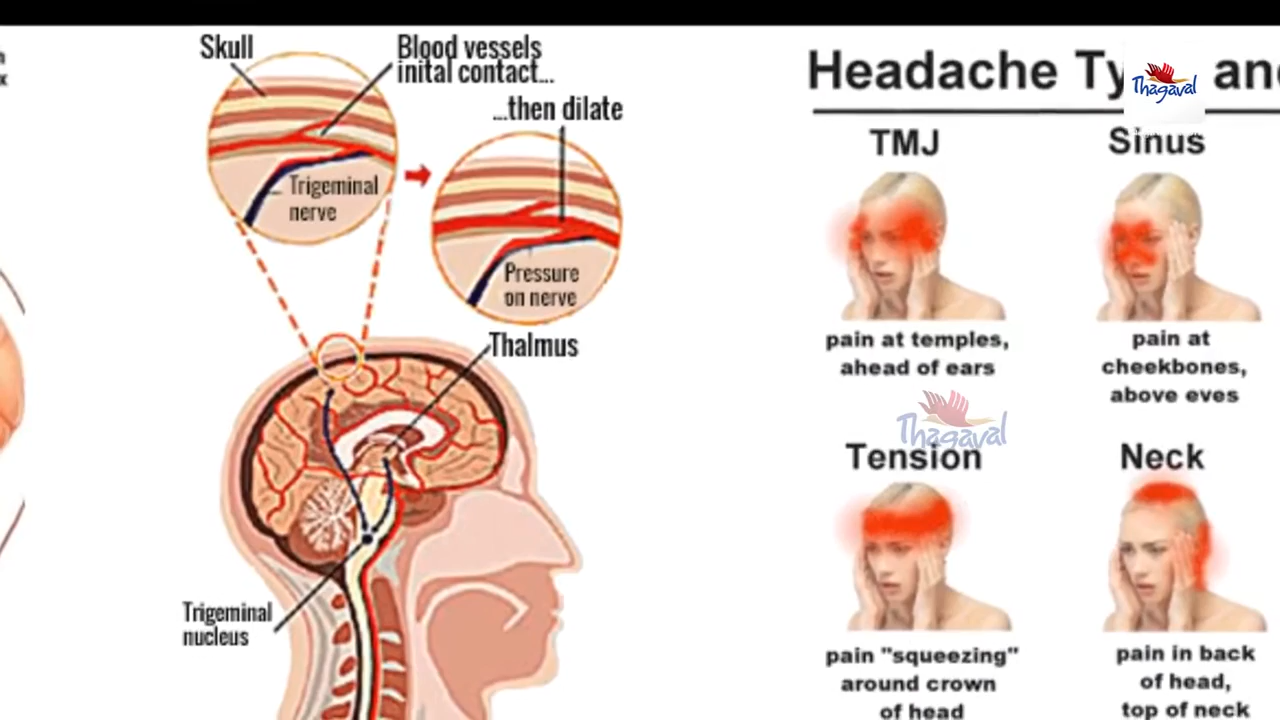 Skull
Blood vessels
inital contact...
...then dilate
Trigeminal
nerve
Pressure
on nerve
Thalmus
Trigeminal
nucleus
Headache Ty
Thagaval
TMJ
Sinus
pain at temples,
ahead of ears
pain at
cheekbones,
above eyes
Thagaval
Tension
Neck
pain "squeezing"
around crown
of head
pain in back
of head,
top of neck